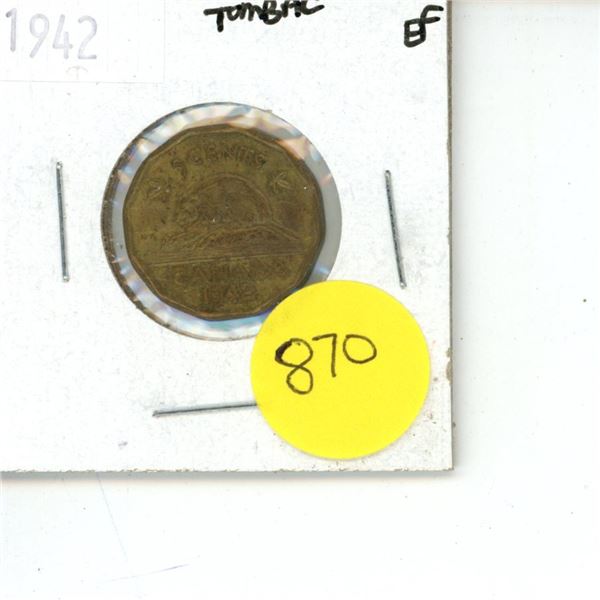 1942
TOMBAC
EF
5 CENTS
CANADA
1942
870